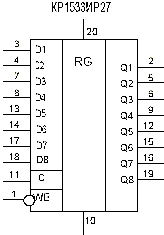 КР1533ИР27
20
3 D1 RG
4 D2 Q1 2
7 D3 Q2 5
8 D4 Q3 6
13 D5 Q4 9
14 D6 Q5 12
17 D7 Q6 15
18 D8 Q7 16
11 C Q8 19
1 WE
10